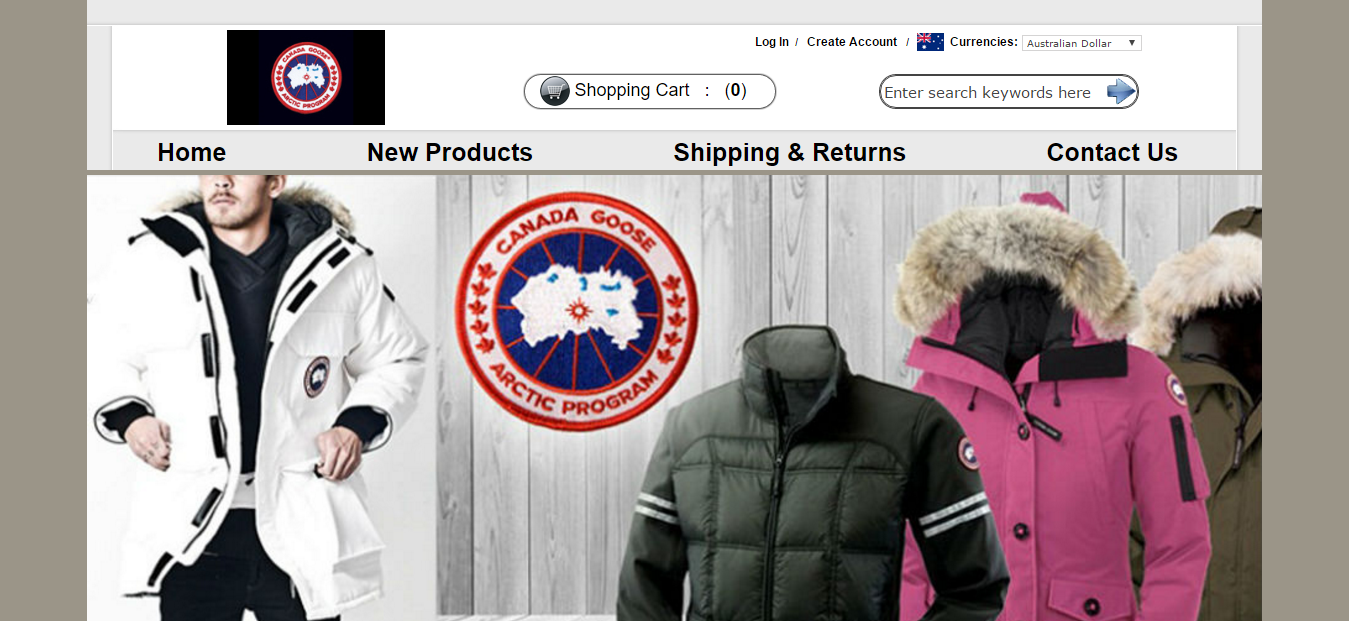 Log In / Create Account / Currencies: Australian Dollar
CANADA GOOSE
ARCTIC PROGRAM
Shopping Cart : (0)
Enter search keywords here
Home New Products Shipping & Returns Contact Us
CANADA GOOSE
ARCTIC PROGRAM